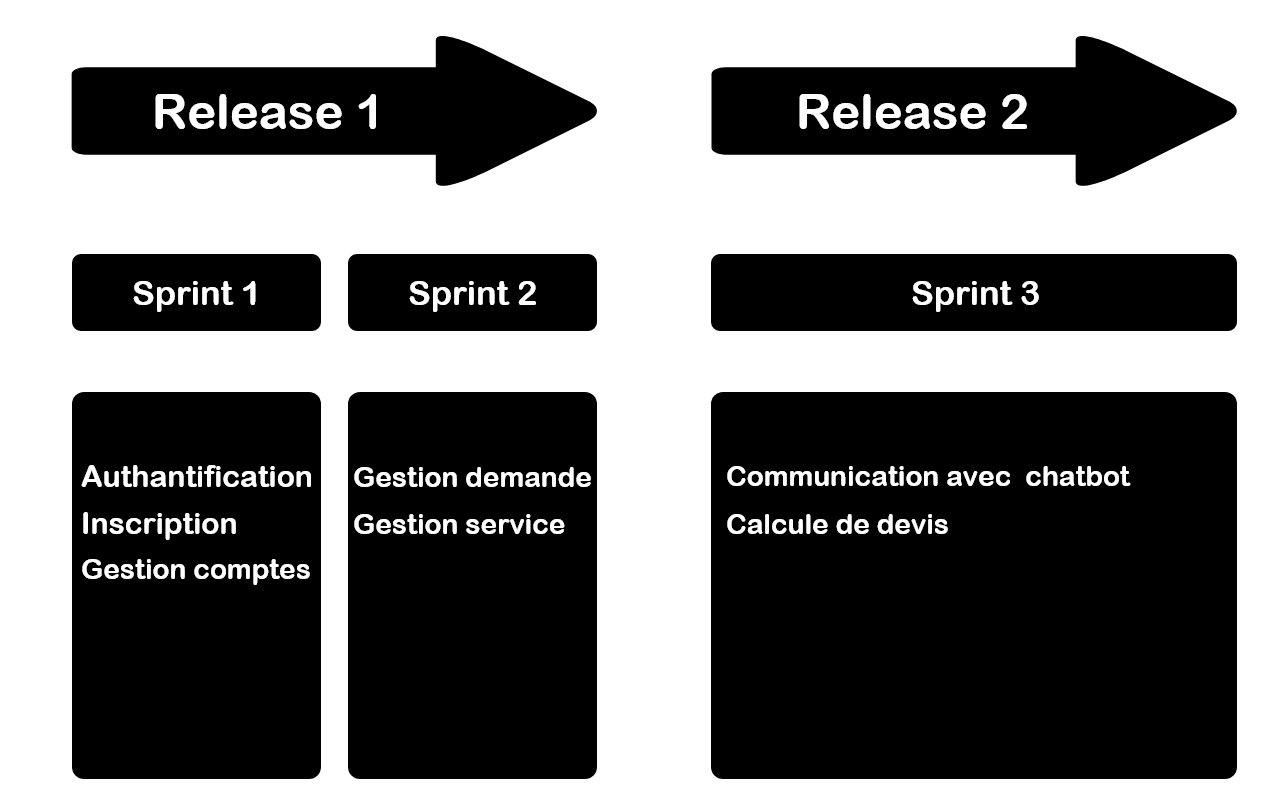 Release 1
Release 2
Sprint 1
Sprint 2
Sprint 3
Authantification
Inscription
Gestion comptes
Gestion demande
Gestion service
Communication avec  chatbot
Calcule de devis